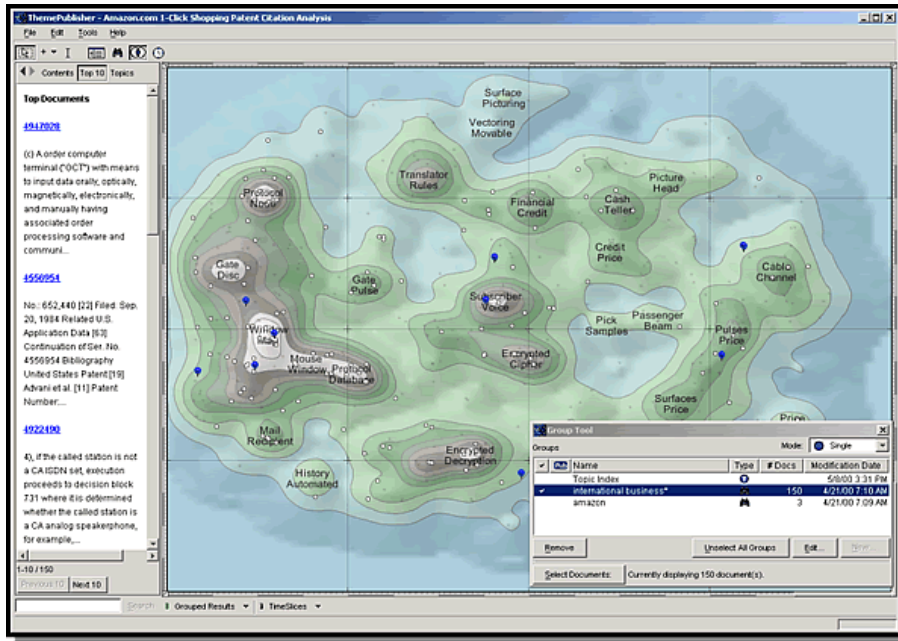 ThemePublisher - Amazon.com 1-Click Shopping Patent Citation Analysis
File Edit Tools Help
Contents Top 10 Topics
Top Documents
4947028
(c) A order computer
terminal ("OCT") with means
to input data orally, optically,
magnetically, electronically,
and manually having
associated order
processing software and
communi...
4556954
No.: 652,440 [22] Filed: Sep.
20, 1984 Related U.S.
Application Data [63]
Continuation of Ser. No.
4556954 Bibliography
United States Patent [19]
Advani et al. [11] Patent
Number:...
4922490
4), if the called station is not
a CA ISDN set, execution
proceeds to decision block
731 where it is determined
whether the called station is
a CA analog speakerphone,
for example,...
1-10 / 150
Previous 10 Next 10
Search Grouped Results TimeSlices
Surface
Picturing
Vectoring
Movable
Translator
Rules
Picture
Head
Protocol
Node
Financial
Credit
Cash
Teller
Credit
Price
Gate
Disc
Gate
Pulse
Cable
Channel
Subscriber
Voice
Window
Pick
Samples
Passenger
Beam
Pulses
Price
Mouse
Window
Protocol
Database
Encrypted
Cipher
Surfaces
Price
Price
Mail
Recipient
Encrypted
Decryption
History
Automated
Group Tool
Groups Mode: Single
Name Type # Docs Modification Date
Topic Index 5/8/00 3:31 PM
international business* 150 4/21/00 7:10 AM
amazon 3 4/21/00 7:09 AM
Remove Unselect All Groups Edit... New...
Select Documents: Currently displaying 150 document(s).